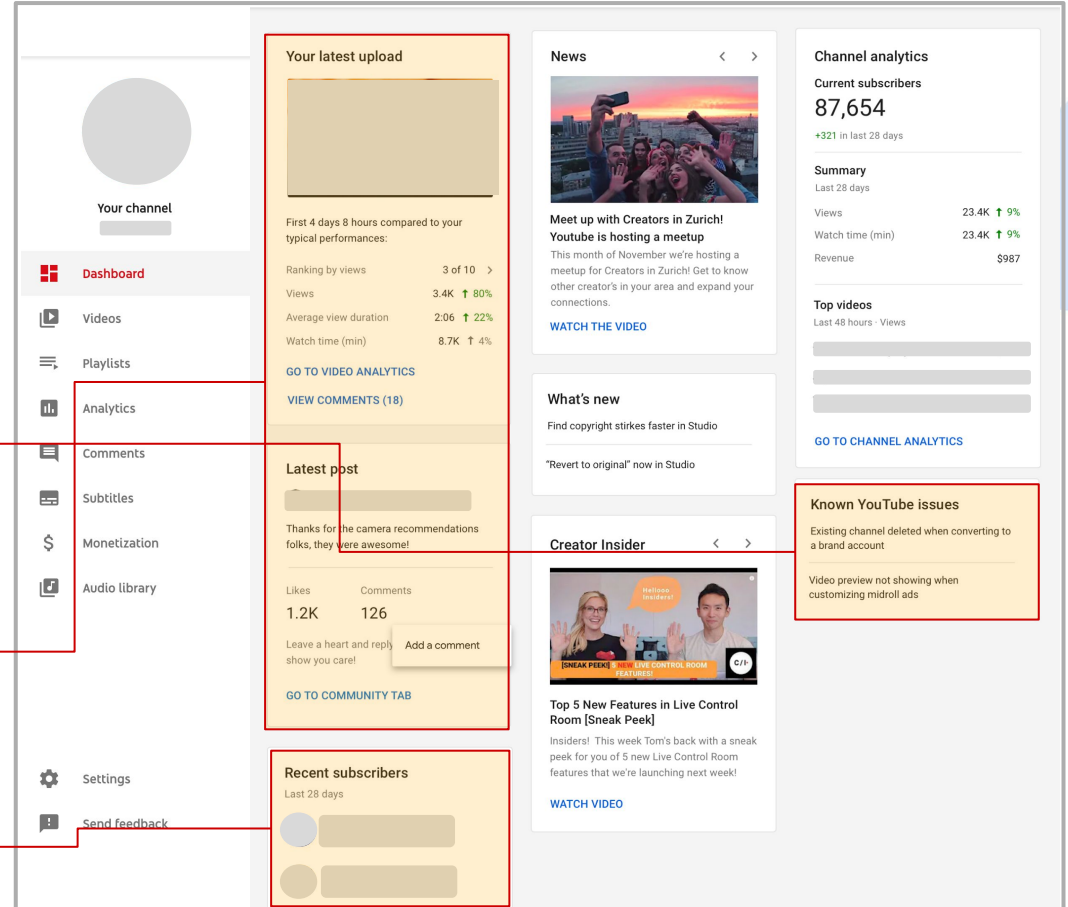 Your channel
Dashboard
Videos
Playlists
Analytics
Comments
Subtitles
Monetization
Audio library
Settings
Send feedback
Your latest upload
First 4 days 8 hours compared to your
typical performances:
Ranking by views 3 of 10 >
Views 3.4K ↑ 80%
Average view duration 2:06 ↑ 22%
Watch time (min) 8.7K ↑ 4%
GO TO VIDEO ANALYTICS
VIEW COMMENTS (18)
Latest post
Thanks for the camera recommendations
folks, they were awesome!
Likes Comments
1.2K 126
Leave a heart and reply
show you care!
Add a comment
GO TO COMMUNITY TAB
Recent subscribers
Last 28 days
News < >
Meet up with Creators in Zurich!
Youtube is hosting a meetup
This month of November we're hosting a
meetup for Creators in Zurich! Get to know
other creator's in your area and expand your
connections.
WATCH THE VIDEO
What's new
Find copyright stirkes faster in Studio
"Revert to original" now in Studio
Creator Insider < >
Hellooo
Insiders!
[SNEAK PEEK!] 5 NEW LIVE CONTROL ROOM
FEATURES!
C/I
Top 5 New Features in Live Control
Room [Sneak Peek]
Insiders! This week Tom's back with a sneak
peek for you of 5 new Live Control Room
features that we're launching next week!
WATCH VIDEO
Channel analytics
Current subscribers
87,654
+321 in last 28 days
Summary
Last 28 days
Views 23.4K ↑ 9%
Watch time (min) 23.4K ↑ 9%
Revenue $987
Top videos
Last 48 hours · Views
GO TO CHANNEL ANALYTICS
Known YouTube issues
Existing channel deleted when converting to
a brand account
Video preview not showing when
customizing midroll ads